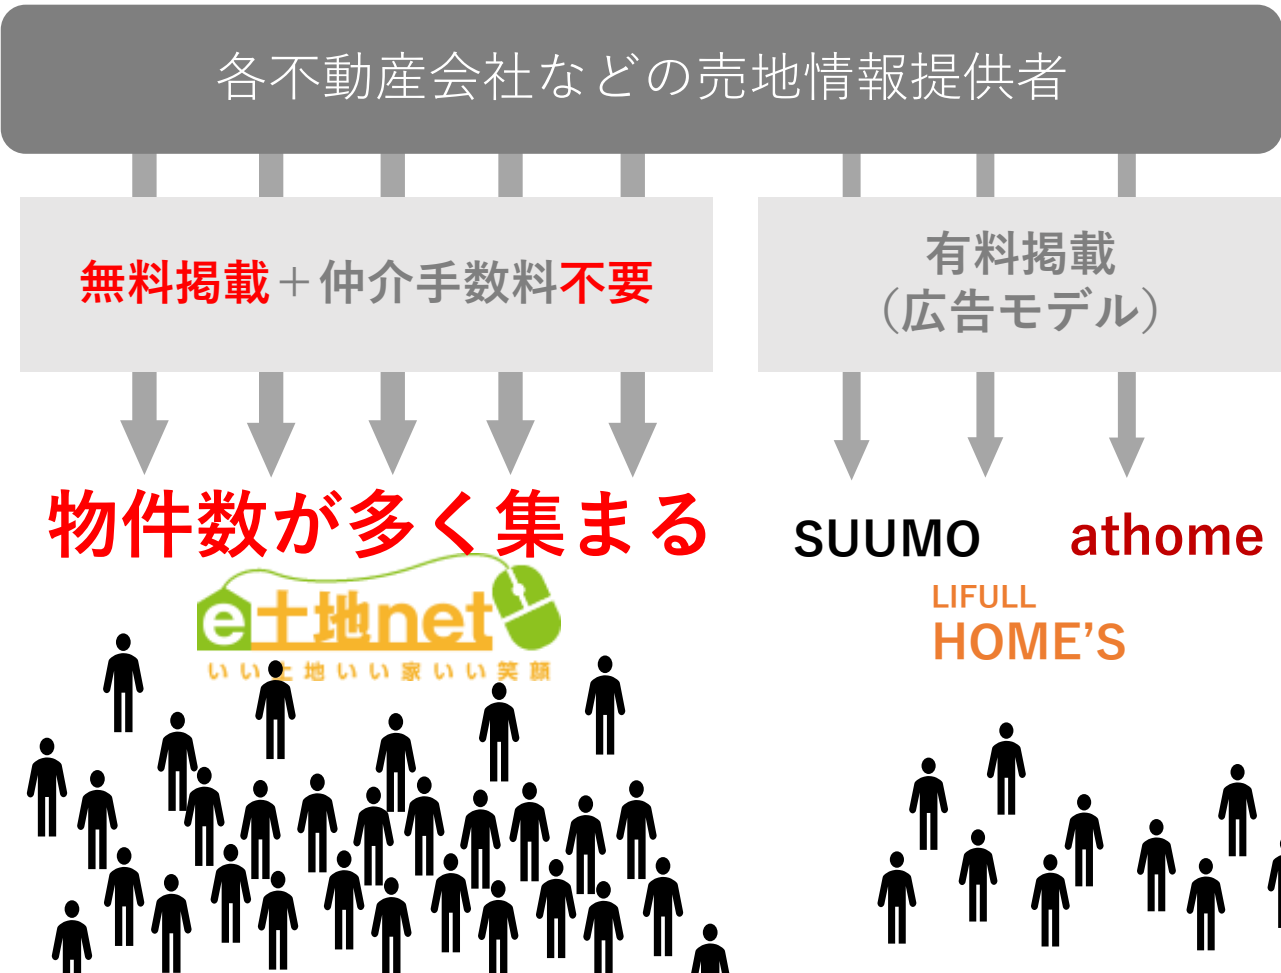 各不動産会社などの売地情報提供者
無料掲載＋仲介手数料不要
有料掲載
（広告モデル）
物件数が多く集まる
e土地net
いい土地いい家いい笑顔
SUUMO
athome
LIFULL
HOME'S